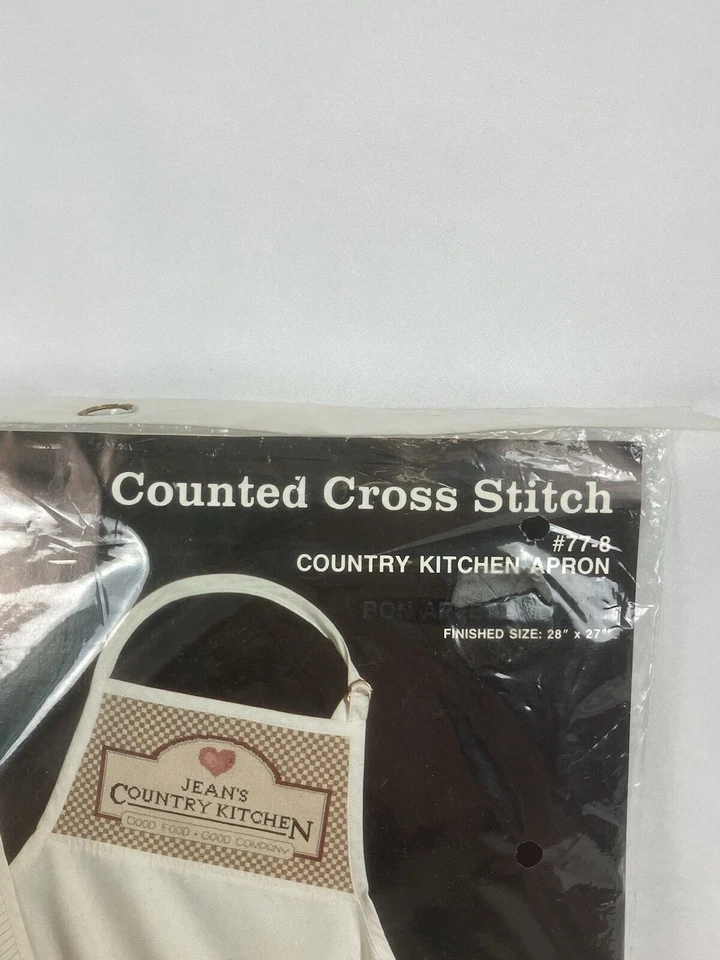 Counted Cross Stitch
#77-8
COUNTRY KITCHEN APRON
FINISHED SIZE: 28" x 27"
JEAN'S
COUNTRY KITCHEN
GOOD FOOD • GOOD COMPANY